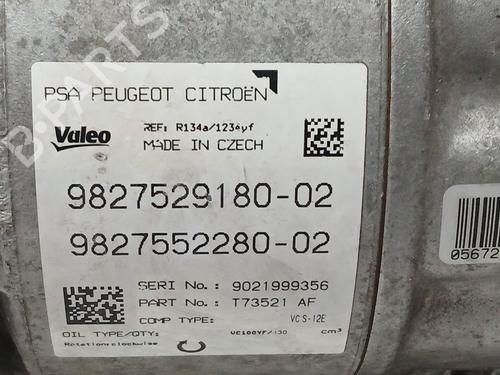 PSA PEUGEOT CITROËN
Valeo
REF: R134a/1234yf
MADE IN CZECH
9827529180-02
9827552280-02
SERI No.: 9021999356
PART No.: T73521 AF
COMP TYPE: VCS-12E
OIL TYPE/QTY: VC100YF/130 cm³
Rotation:clockwise
05672
B-PARTS